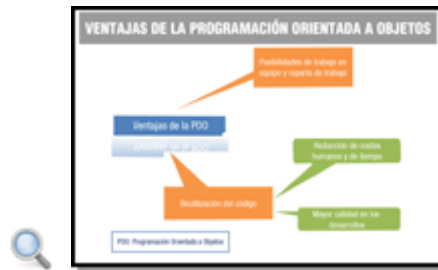 VENTAJAS DE LA PROGRAMACIÓN ORIENTADA A OBJETOS
Posibilidades de trabajo en
equipo y reparto de trabajo
Ventajas de la POO
Reducción de costes
humanos y de tiempo
Reutilización del código
Mayor calidad en los
desarrollos
POO: Programación Orientada a Objetos